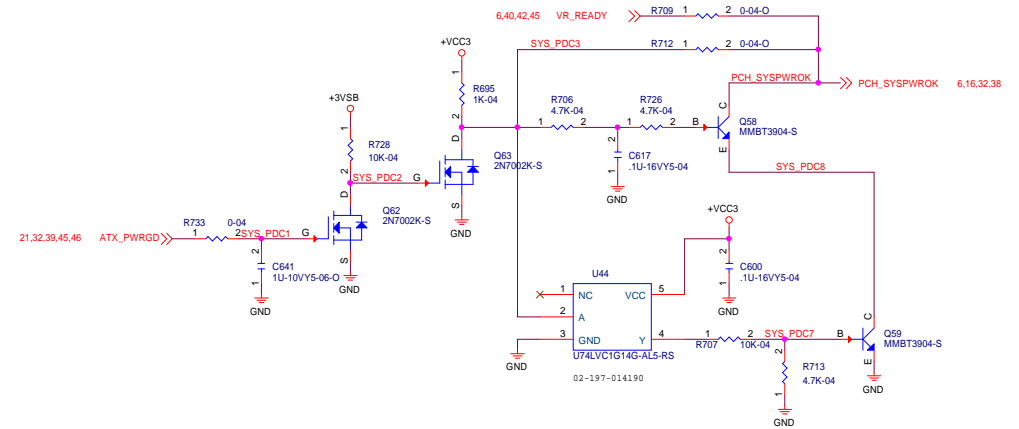 R709 1 2 0-04-O
6,40,42,45 VR_READY
SYS_PDC3 R712 1 2 0-04-O
+VCC3
PCH_SYSPWROK
PCH_SYSPWROK 6,16,32,38
1
R695
1K-04
2
C
+3VSB
R706
4.7K-04
R726
4.7K-04
Q58
MMBT3904-S
1 2 1 2 B
1
R728
10K-04
2
D
Q63
2N7002K-S
2
C617
.1U-16VY5-04
1
E
SYS_PDC8
SYS_PDC2 G
GND
D
S
Q62
2N7002K-S
+VCC3
GND
R733 0-04
21,32,39,45,46 ATX_PWRGD 1 2 SYS_PDC1 G
2
C641
1U-10VY5-06-O
1
S
2
C600
.1U-16VY5-04
1
U44
GND
GND
GND
1 NC VCC 5
2 A
3 GND Y 4
C
SYS_PDC7
1 2 B
Q59
MMBT3904-S
R707 10K-04
U74LVC1G14G-AL5-RS
E
GND
2
R713
4.7K-04
1
02-197-014190
GND
GND